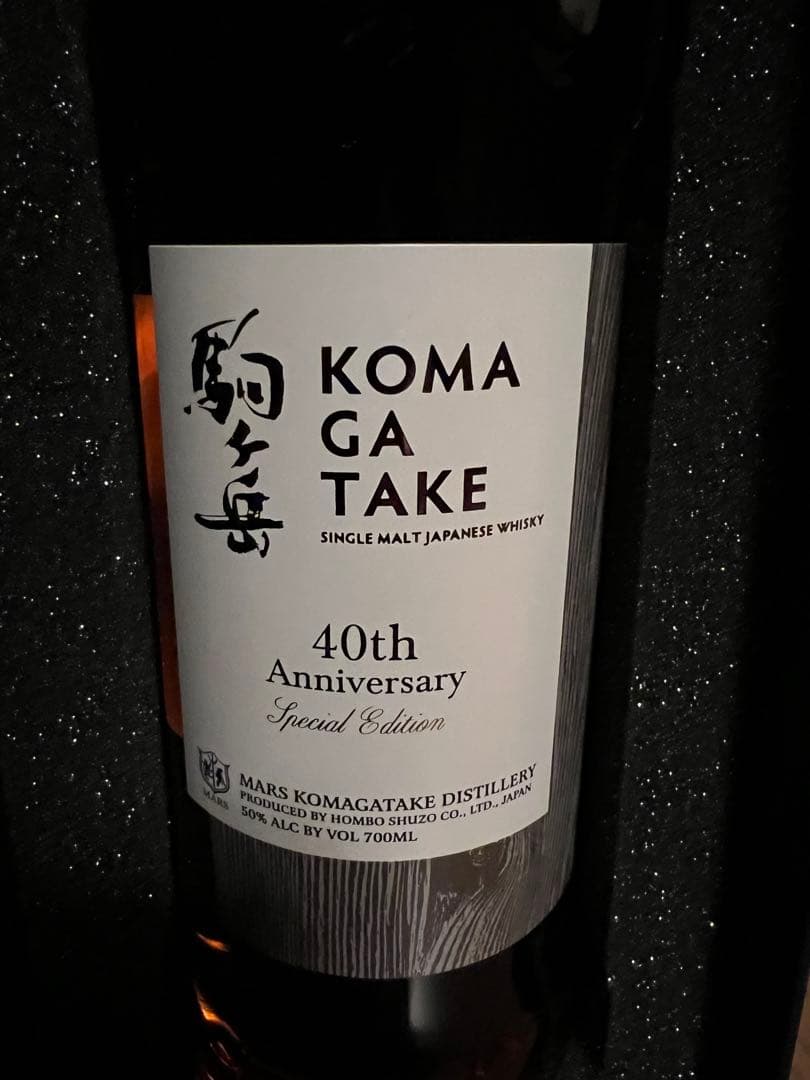 駒ヶ岳
KOMA
GA
TAKE
SINGLE MALT JAPANESE WHISKY
40th
Anniversary
Special Edition
MARS
MARS KOMAGATAKE DISTILLERY
PRODUCED BY HOMBO SHUZO CO., LTD., JAPAN
50% ALC BY VOL 700ML